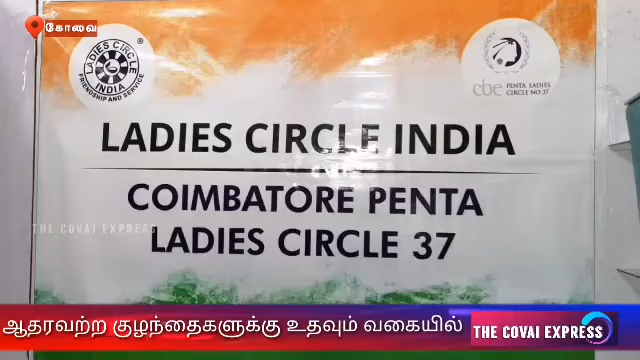 கோவை
LADIES CIRCLE
INDIA
FRIENDSHIP AND SERVICE
®
cbe PENTA LADIES
CIRCLE NO 37
LADIES CIRCLE INDIA
COIMBATORE PENTA
LADIES CIRCLE 37
THE COVAI EXPRESS
ஆதரவற்ற குழந்தைகளுக்கு உதவும் வகையில்
THE COVAI EXPRESS